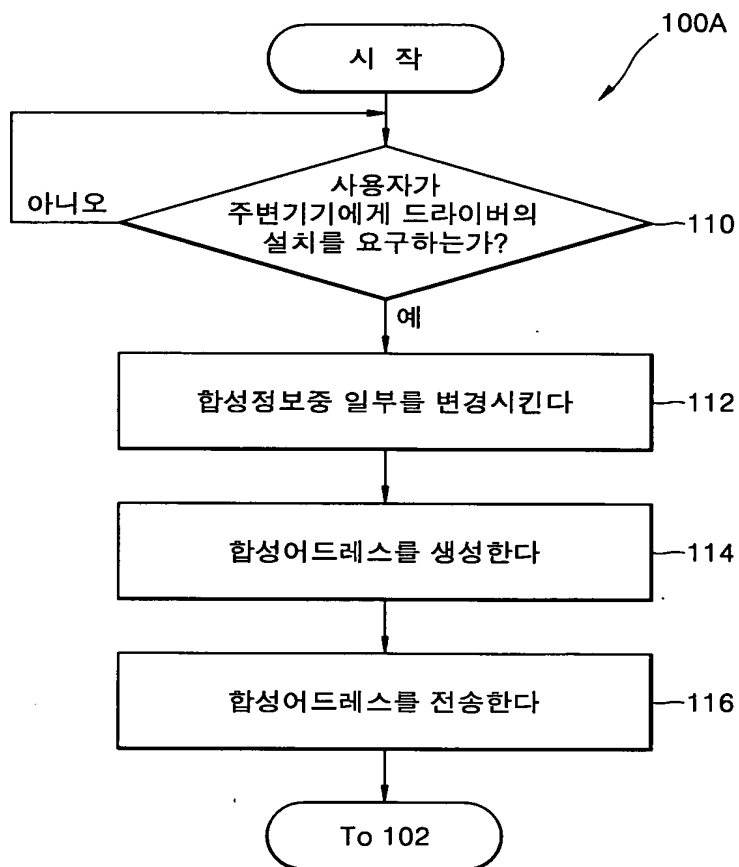 100A
시 작
아니오
사용자가
주변기기에게 드라이버의
설치를 요구하는가?
110
예
합성정보중 일부를 변경시킨다
112
합성어드레스를 생성한다
114
합성어드레스를 전송한다
116
To 102